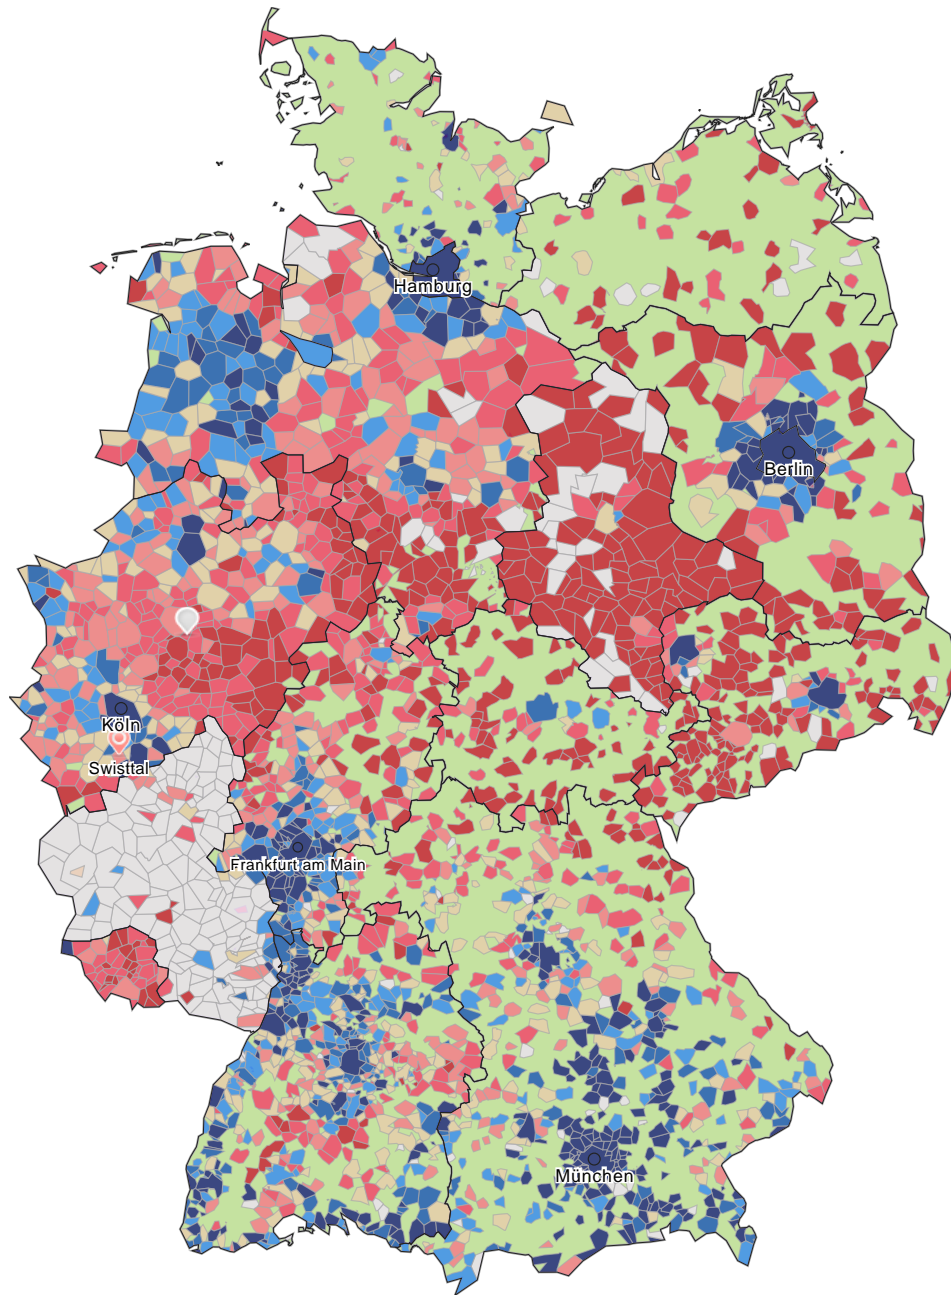 Hamburg
Berlin
Köln
Swisttal
Frankfurt am Main
München